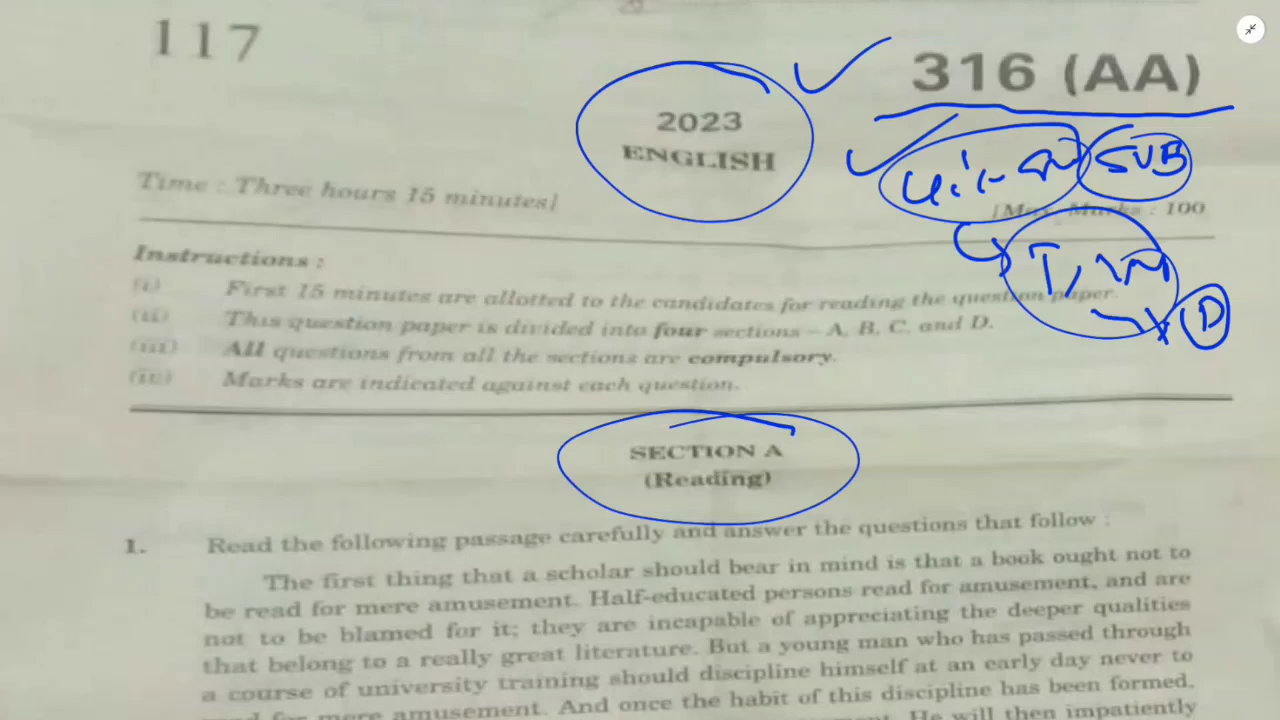 117
316 (AA)
2023
ENGLISH
SUB
Time : Three hours 15 minutes]
[Max. Marks : 100
Instructions :
(i) First 15 minutes are allotted to the candidates for reading the question paper.
(ii) This question paper is divided into four sections – A, B, C, and D.
D
(iii) All questions from all the sections are compulsory.
(iv) Marks are indicated against each question.
SECTION A
(Reading)
1. Read the following passage carefully and answer the questions that follow :
The first thing that a scholar should bear in mind is that a book ought not to
be read for mere amusement. Half-educated persons read for amusement, and are
not to be blamed for it; they are incapable of appreciating the deeper qualities
that belong to a really great literature. But a young man who has passed through
a course of university training should discipline himself at an early day never to
read for mere amusement. And once the habit of this discipline has been formed,
He will then impatiently